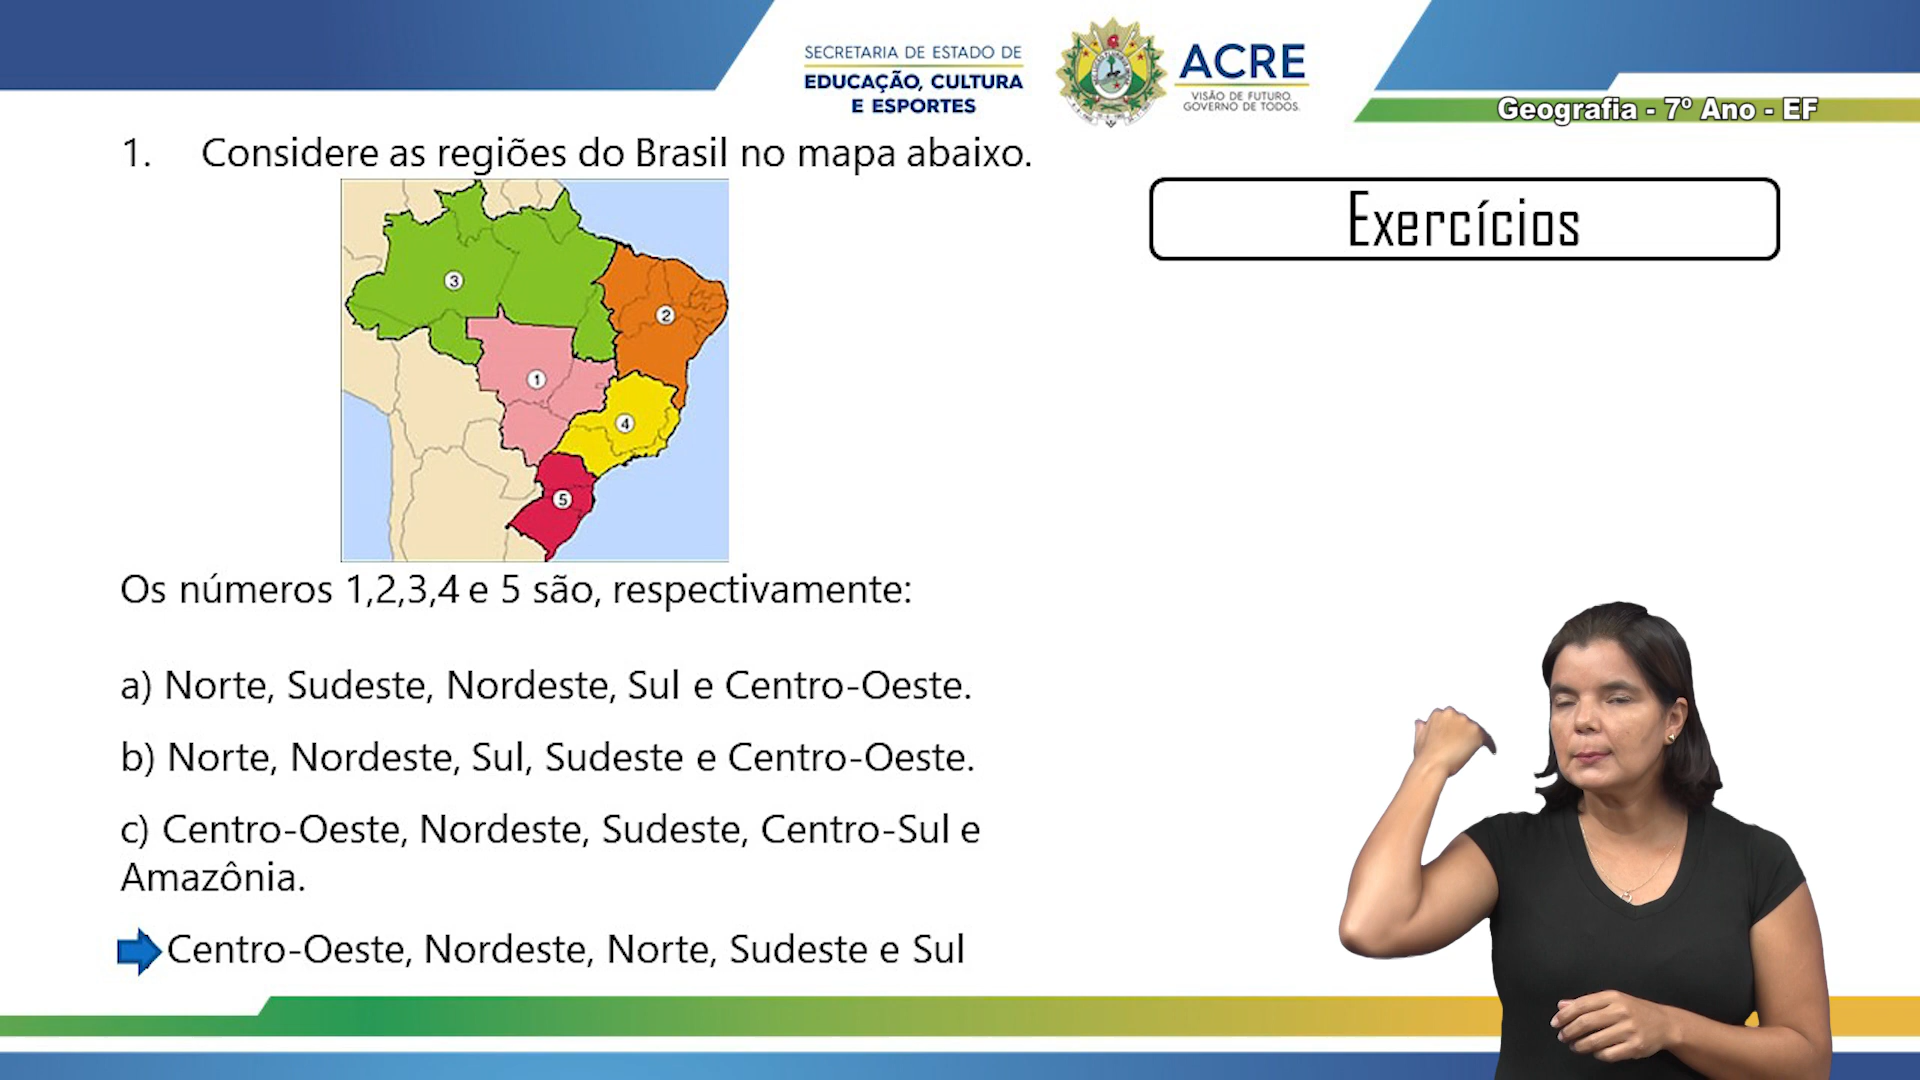 SECRETARIA DE ESTADO DE
EDUCAÇÃO, CULTURA
E ESPORTES
ACRE
VISÃO DE FUTURO.
GOVERNO DE TODOS.
Geografia - 7º Ano - EF
1. Considere as regiões do Brasil no mapa abaixo.
Exercícios
3
2
1
4
5
Os números 1,2,3,4 e 5 são, respectivamente:
a) Norte, Sudeste, Nordeste, Sul e Centro-Oeste.
b) Norte, Nordeste, Sul, Sudeste e Centro-Oeste.
c) Centro-Oeste, Nordeste, Sudeste, Centro-Sul e
Amazônia.
Centro-Oeste, Nordeste, Norte, Sudeste e Sul